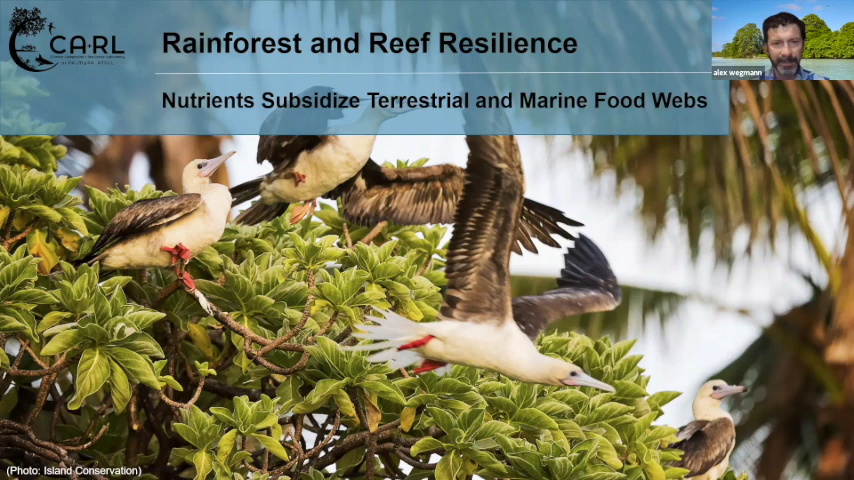 CARL
Rainforest and Reef Resilience
alex wegmann
Nutrients Subsidize Terrestrial and Marine Food Webs
(Photo: Island Conservation)